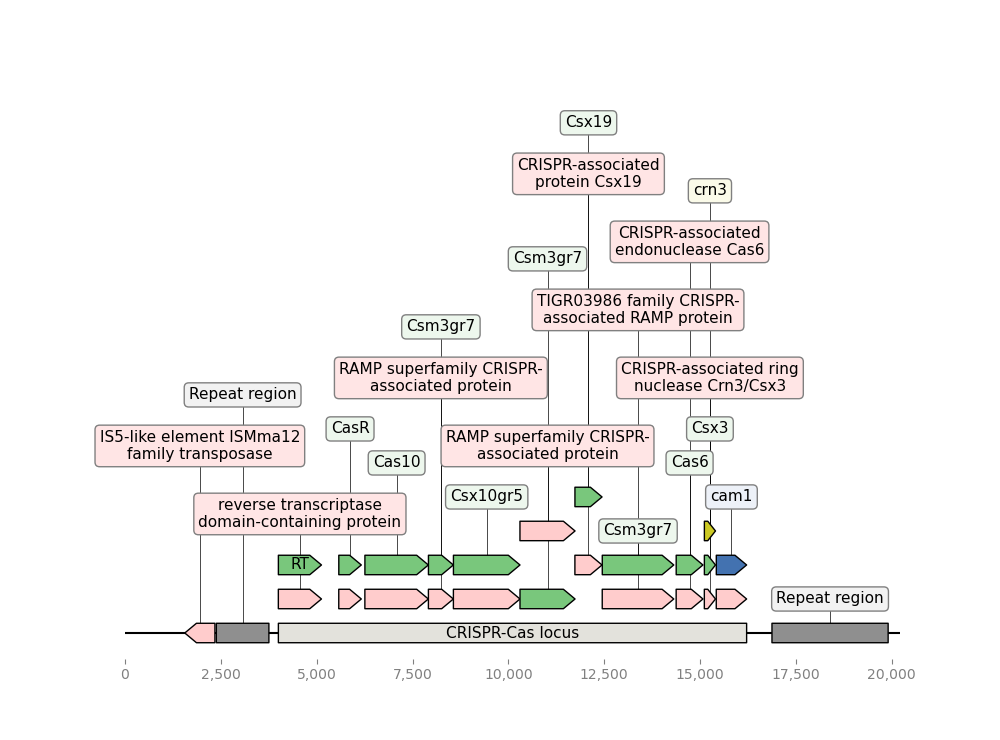 Csx19
CRISPR-associated
protein Csx19
crn3
CRISPR-associated
endonuclease Cas6
Csm3gr7
TIGR03986 family CRISPR-
associated RAMP protein
Csm3gr7
RAMP superfamily CRISPR-
associated protein
CRISPR-associated ring
nuclease Crn3/Csx3
Repeat region
CasR
Csx3
IS5-like element ISMma12
family transposase
RAMP superfamily CRISPR-
associated protein
Cas10
Cas6
Csx10gr5
cam1
reverse transcriptase
domain-containing protein
Csm3gr7
RT
Repeat region
CRISPR-Cas locus
0
2,500
5,000
7,500
10,000
12,500
15,000
17,500
20,000